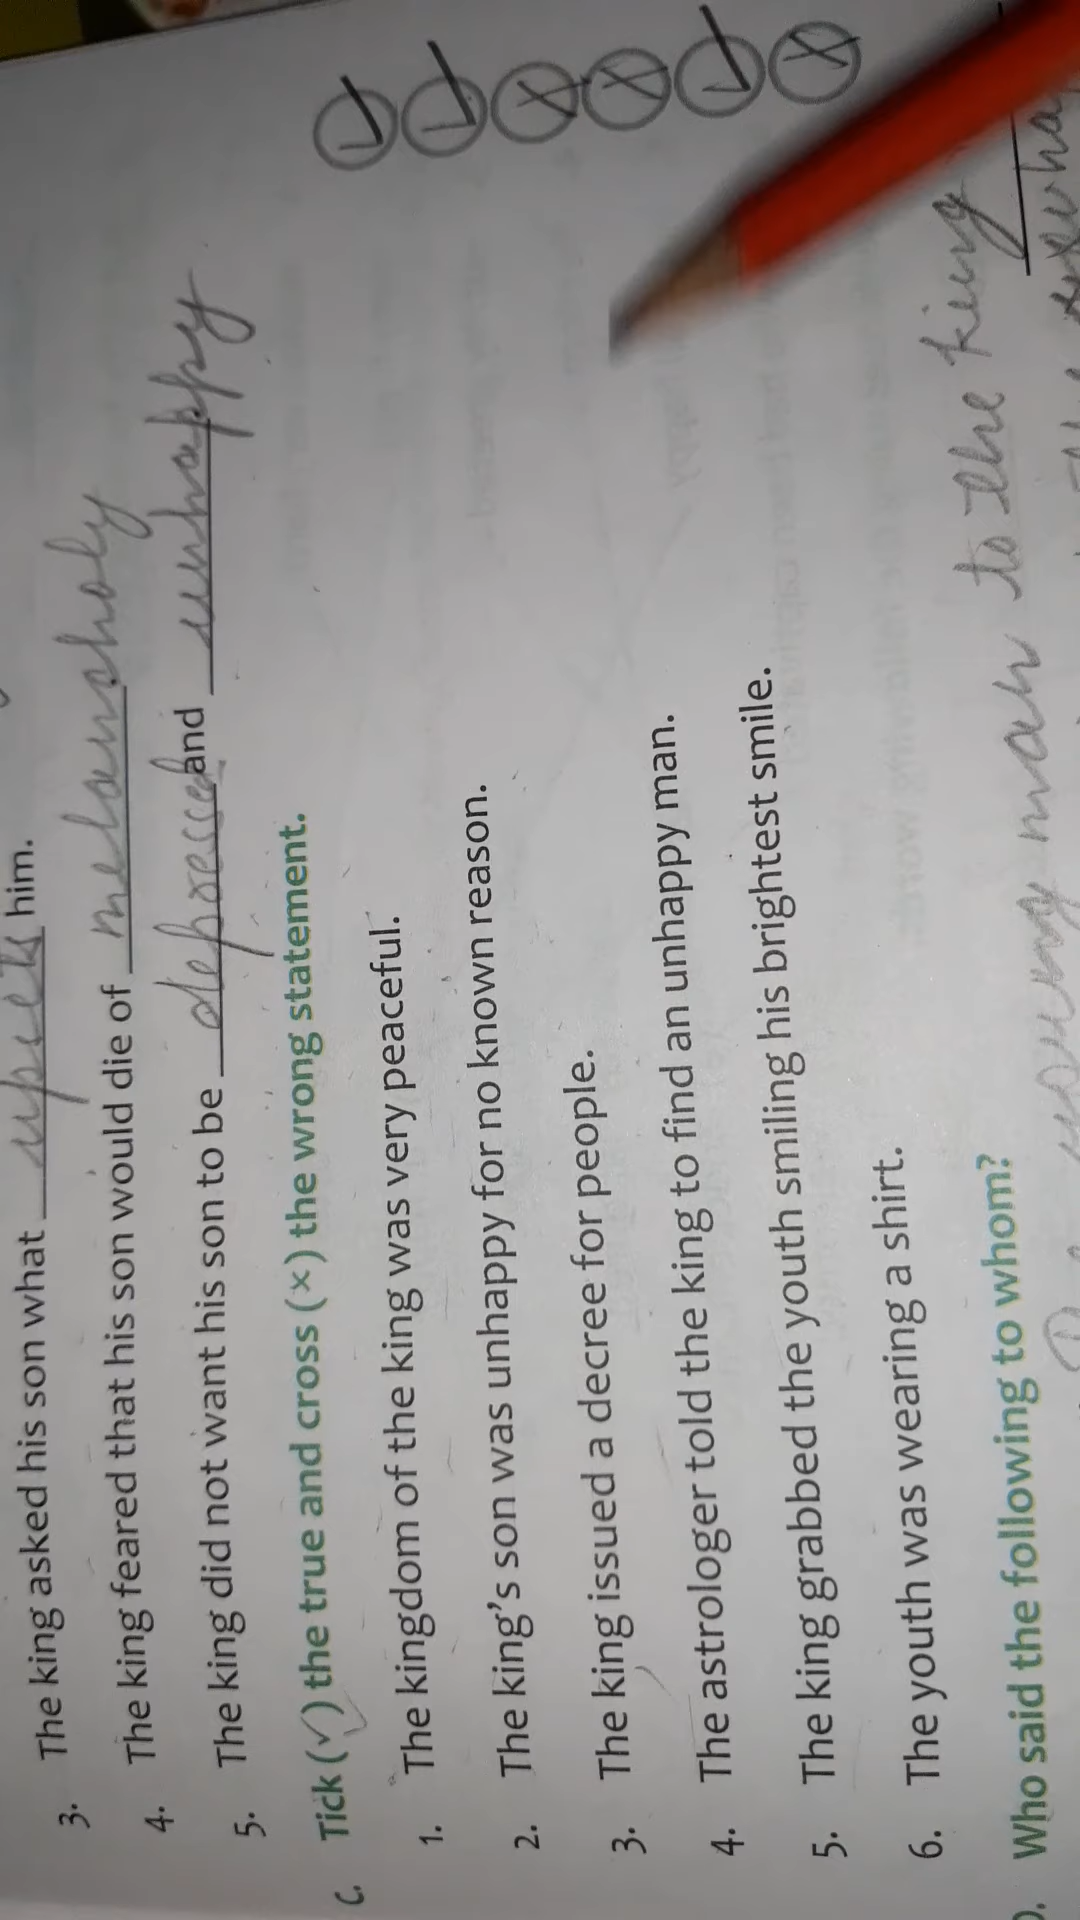 3. The king asked his son what upsets him.
4. The king feared that his son would die of melansholy
5. The king did not want his son to be depressed and unhappy
C. Tick (✓) the true and cross (×) the wrong statement.
1. The kingdom of the king was very peaceful. ✓
2. The king's son was unhappy for no known reason. ✓
3. The king issued a decree for people. ×
4. The astrologer told the king to find an unhappy man. ×
5. The king grabbed the youth smiling his brightest smile. ✓
6. The youth was wearing a shirt. ×
Who said the following to whom?
young man to the king